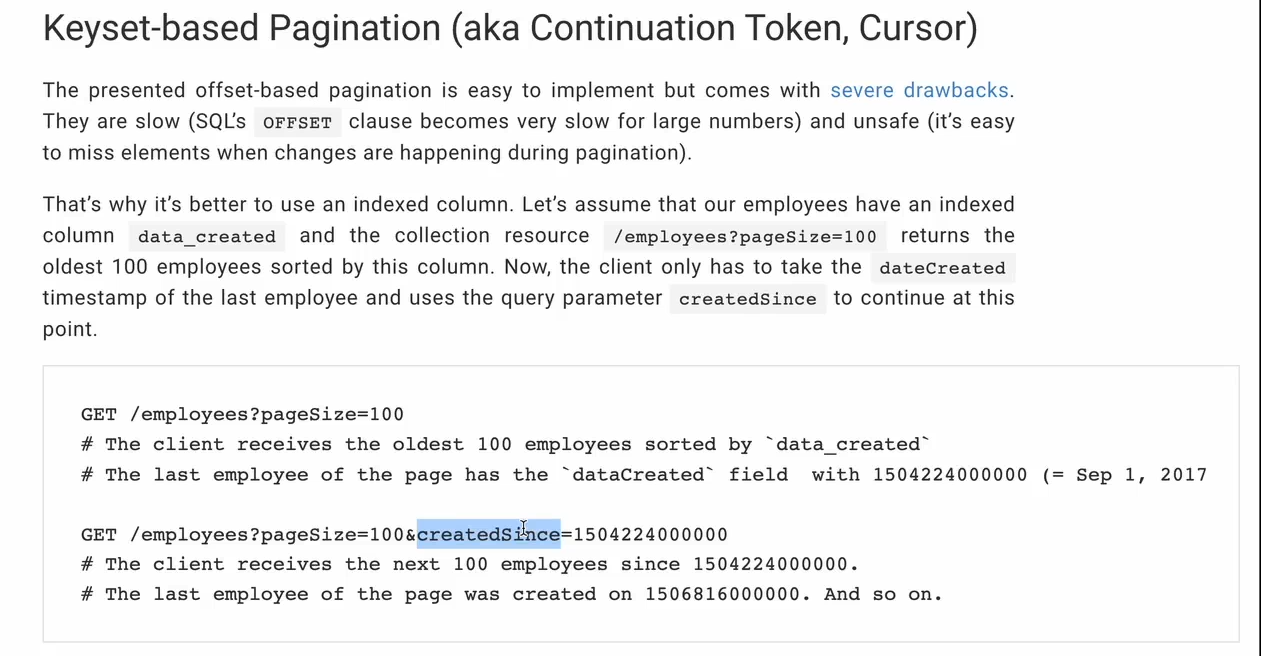 Keyset-based Pagination (aka Continuation Token, Cursor)
The presented offset-based pagination is easy to implement but comes with severe drawbacks.
They are slow (SQL’s OFFSET clause becomes very slow for large numbers) and unsafe (it’s easy
to miss elements when changes are happening during pagination).
That’s why it’s better to use an indexed column. Let’s assume that our employees have an indexed
column data_created and the collection resource /employees?pageSize=100 returns the
oldest 100 employees sorted by this column. Now, the client only has to take the dateCreated
timestamp of the last employee and uses the query parameter createdSince to continue at this
point.
GET /employees?pageSize=100
# The client receives the oldest 100 employees sorted by `data_created`
# The last employee of the page has the `dataCreated` field  with 1504224000000 (= Sep 1, 2017
GET /employees?pageSize=100&createdSince=1504224000000
# The client receives the next 100 employees since 1504224000000.
# The last employee of the page was created on 1506816000000. And so on.